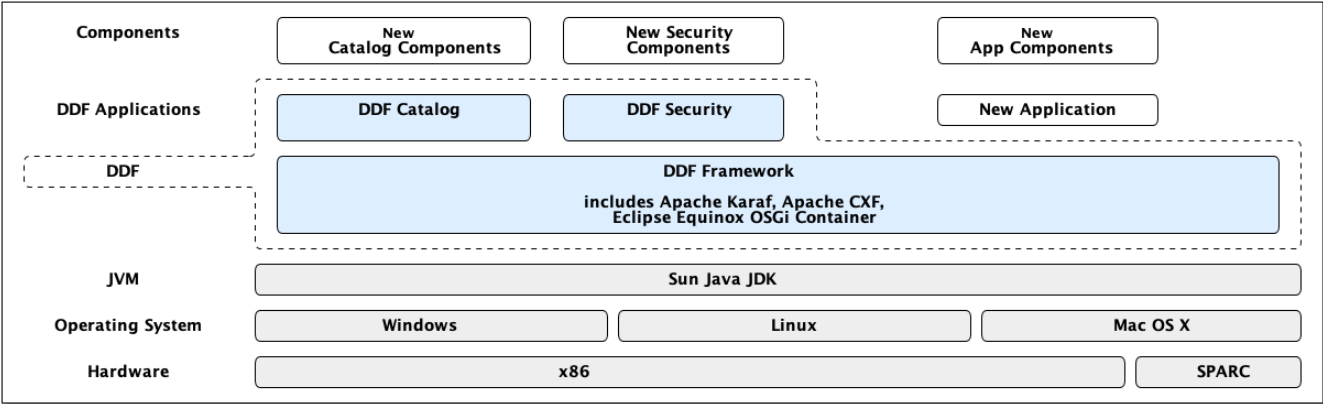 Components
New
Catalog Components
New Security
Components
New
App Components
DDF Applications
DDF Catalog
DDF Security
New Application
DDF
DDF Framework
includes Apache Karaf, Apache CXF,
Eclipse Equinox OSGi Container
JVM
Sun Java JDK
Operating System
Windows
Linux
Mac OS X
Hardware
x86
SPARC